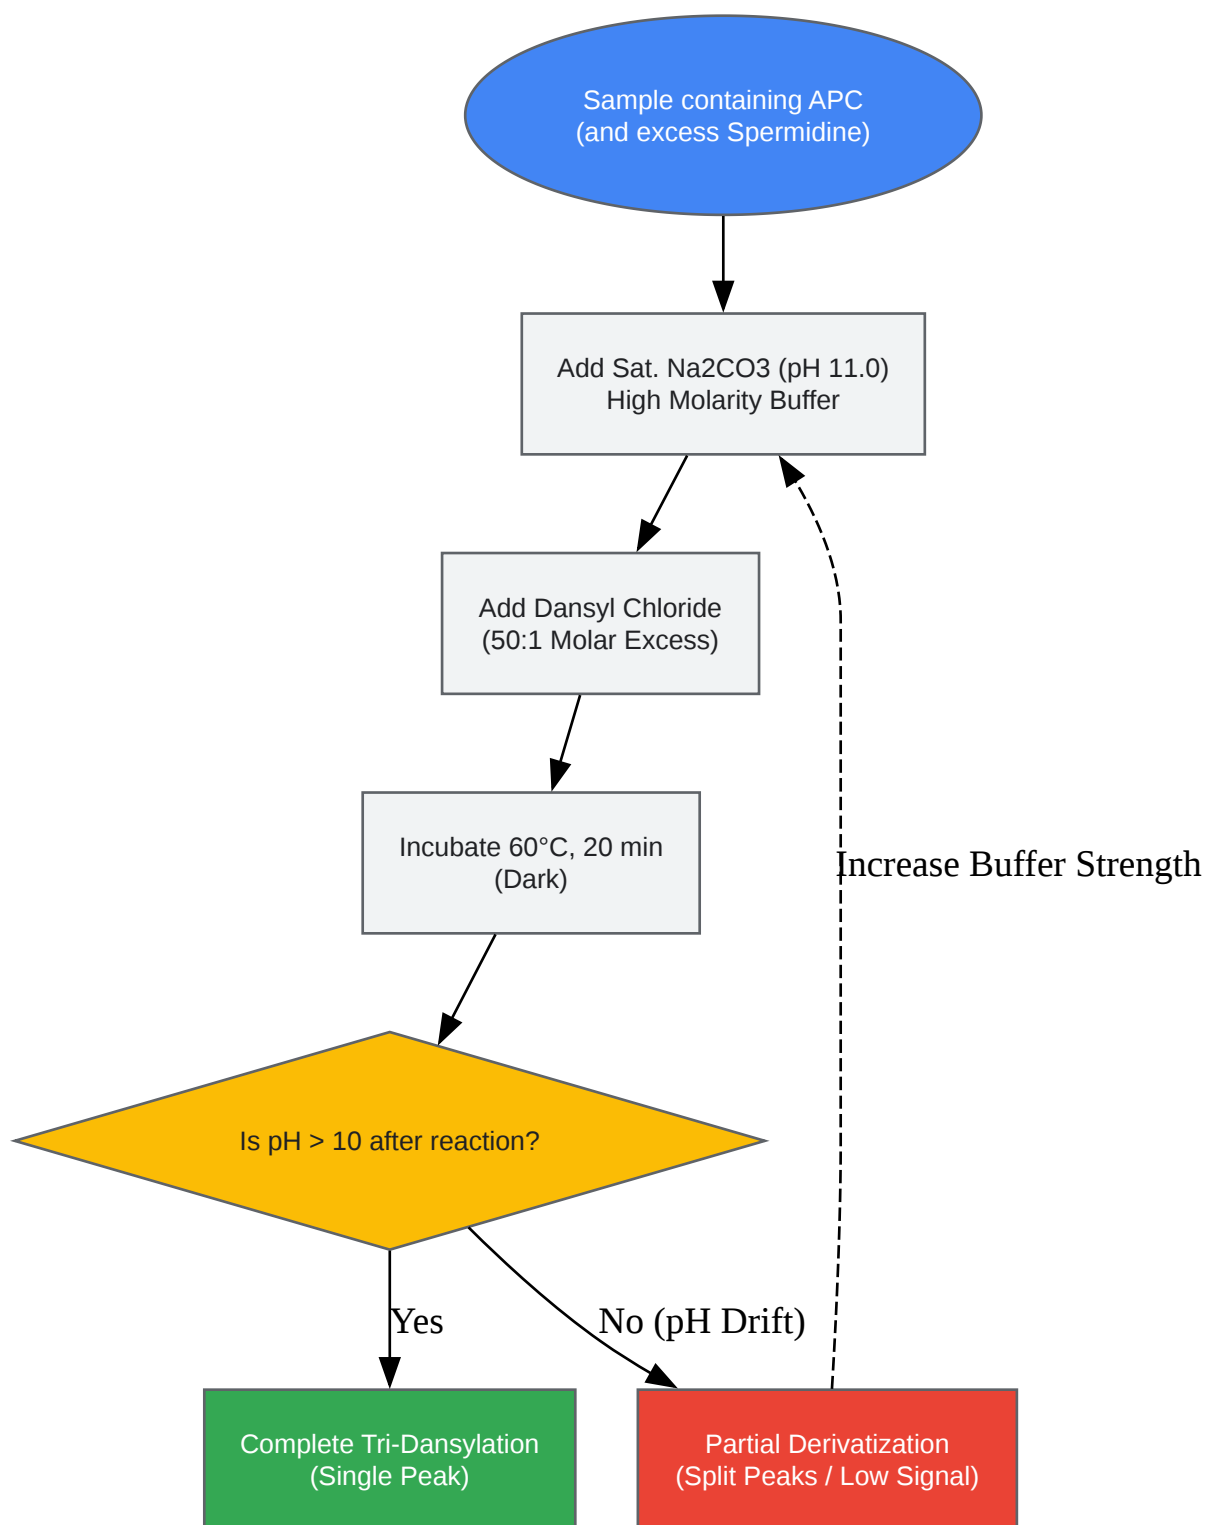 Sample containing APC
(and excess Spermidine)
Add Sat. Na2CO3 (pH 11.0)
High Molarity Buffer
Add Dansyl Chloride
(50:1 Molar Excess)
Incubate 60°C, 20 min
(Dark)
Increase Buffer Strength
Is pH > 10 after reaction?
Yes
No (pH Drift)
Complete Tri-Dansylation
(Single Peak)
Partial Derivatization
(Split Peaks / Low Signal)